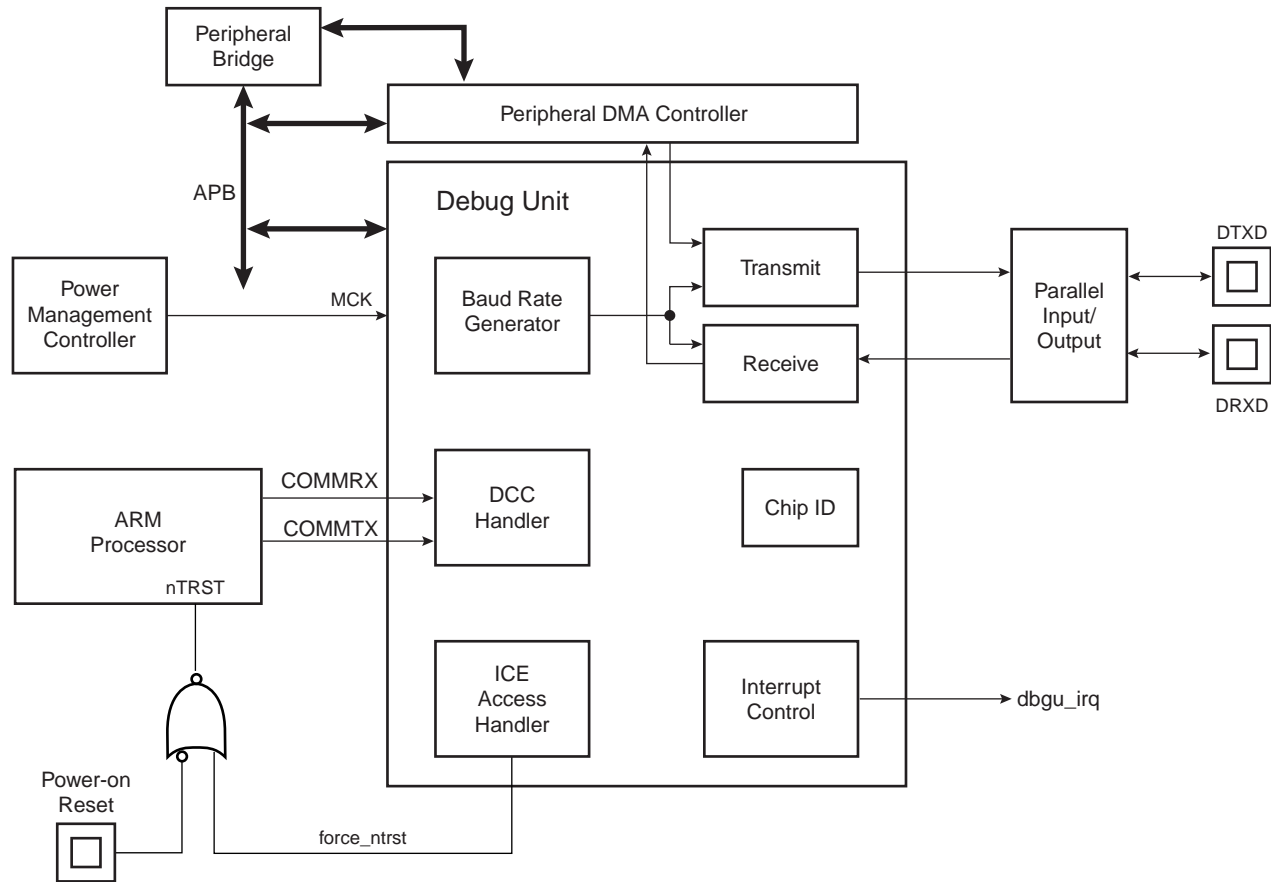 Peripheral
Bridge
Peripheral DMA Controller
APB
Debug Unit
DTXD
Power
Management
Controller
MCK
Baud Rate
Generator
Transmit
Receive
Parallel
Input/
Output
DRXD
ARM
Processor
nTRST
COMMRX
COMMTX
DCC
Handler
Chip ID
ICE
Access
Handler
Interrupt
Control
dbgu_irq
Power-on
Reset
force_ntrst